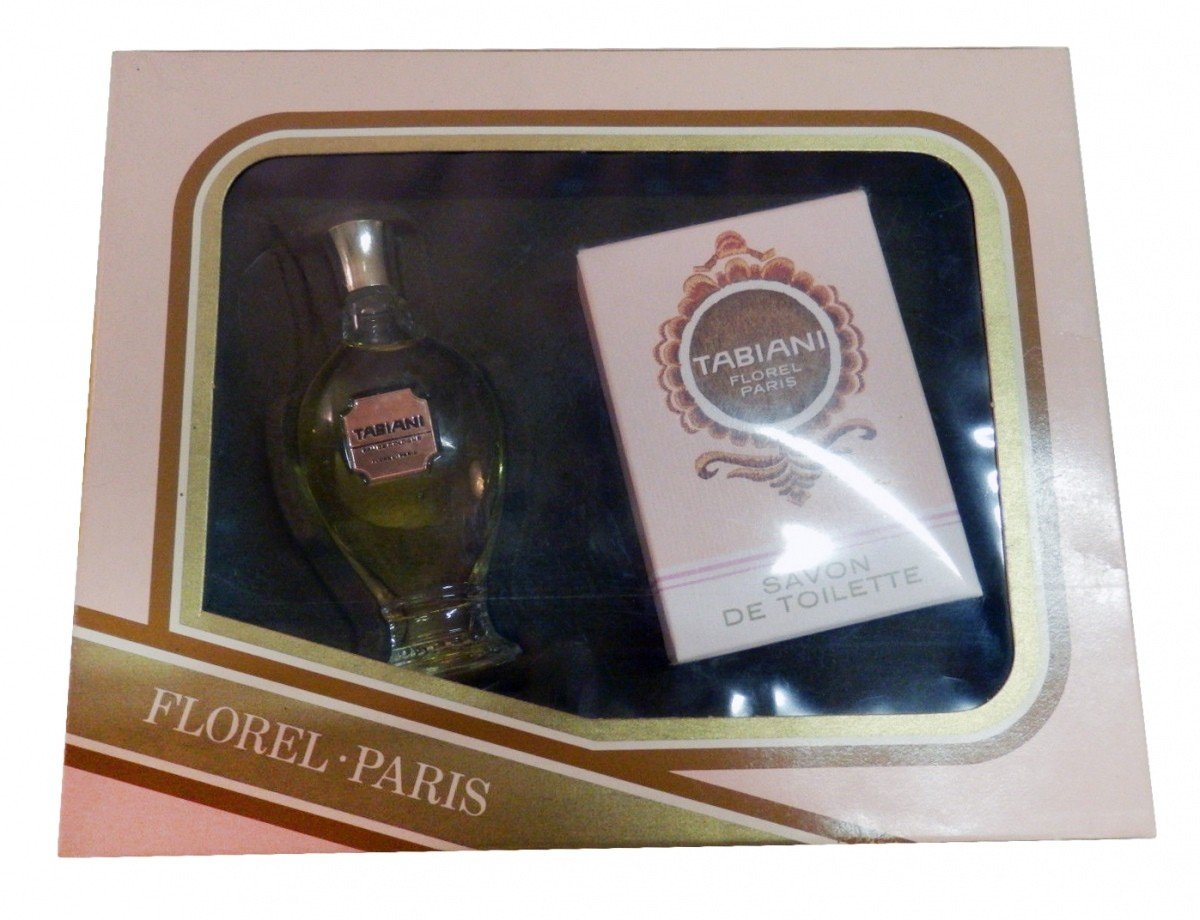 TABIANI
TABIANI
FLOREL
PARIS
SAVON
DE TOILETTE
FLOREL · PARIS